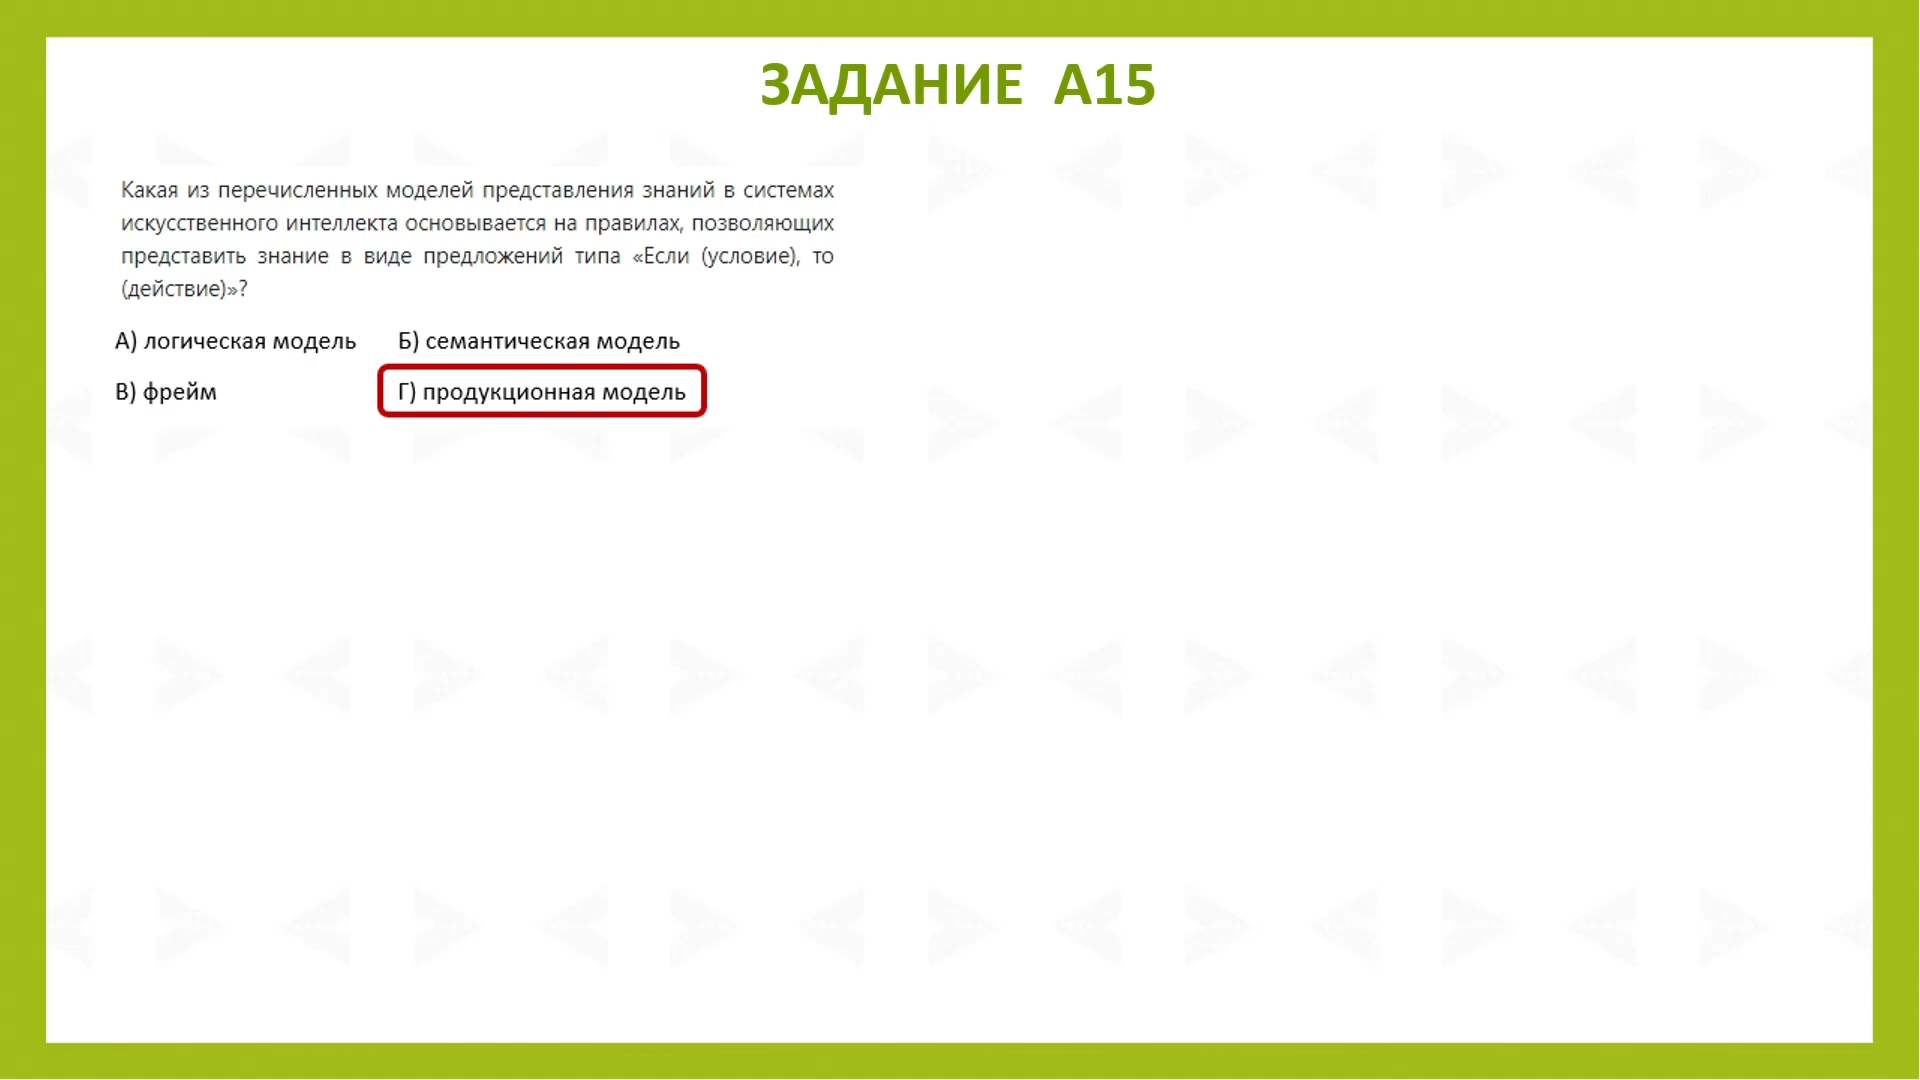 ЗАДАНИЕ А15
Какая из перечисленных моделей представления знаний в системах
искусственного интеллекта основывается на правилах, позволяющих
представить знание в виде предложений типа «Если (условие), то
(действие)»?
А) логическая модель Б) семантическая модель
В) фрейм Г) продукционная модель